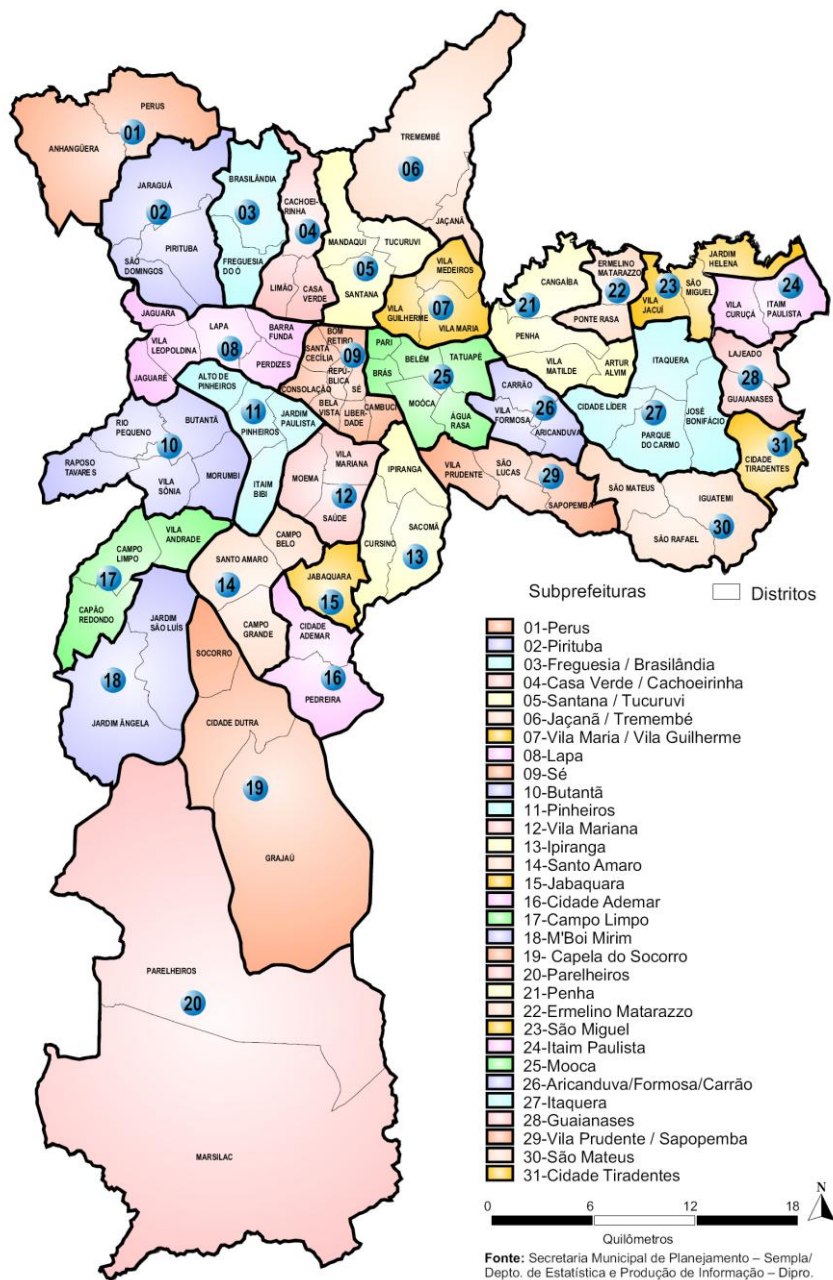 PERUS
01
ANHANGÜERA
TREMEMBÉ
06
JAÇANÃ
JARAGUÁ
02
PIRITUBA
SÃO
DOMINGOS
BRASILÂNDIA
03
FREGUESIA
DO Ó
CACHOEI-
RINHA
04
LIMÃO
CASA
VERDE
MANDAQUI
TUCURUVI
05
SANTANA
VILA
MEDEIROS
07
VILA
GUILHERME
VILA MARIA
CANGAÍBA
21
PENHA
VILA
MATILDE
ARTUR
ALVIM
ERMELINO
MATARAZZO
22
PONTE RASA
23
VILA
JACUÍ
SÃO
MIGUEL
JARDIM
HELENA
24
VILA
CURUÇÁ
ITAIM
PAULISTA
JAGUARA
VILA
LEOPOLDINA
LAPA
08
BARRA
FUNDA
PERDIZES
JAGUARÉ
BOM
RETIRO
09
SANTA
CECÍLIA
REPU-
BLICA
SÉ
CONSOLAÇÃO
BELA
VISTA
LIBER-
DADE
CAMBUCI
PARI
BRÁS
BELÉM
TATUAPÉ
25
MOÓCA
ÁGUA
RASA
CARRÃO
26
VILA
FORMOSA
ARICANDUVA
ITAQUERA
CIDADE LÍDER
27
PARQUE
DO CARMO
JOSÉ
BONIFÁCIO
LAJEADO
28
GUAIANASES
31
CIDADE
TIRADENTES
ALTO DE
PINHEIROS
11
PINHEIROS
JARDIM
PAULISTA
ITAIM
BIBI
RIO
PEQUENO
BUTANTÃ
10
RAPOSO
TAVARES
VILA
SÔNIA
MORUMBI
VILA
MARIANA
MOEMA
12
SAÚDE
IPIRANGA
SACOMÃ
CURSINO
13
VILA
PRUDENTE
SÃO
LUCAS
29
SAPOPEMBA
SÃO MATEUS
IGUATEMI
30
SÃO RAFAEL
VILA
ANDRADE
CAMPO
LIMPO
17
CAPÃO
REDONDO
CAMPO
BELO
SANTO AMARO
14
CAMPO
GRANDE
JABAQUARA
15
CIDADE
ADEMAR
16
PEDREIRA
JARDIM
SÃO LUÍS
18
JARDIM ÂNGELA
SOCORRO
CIDADE DUTRA
19
GRAJAÚ
PARELHEIROS
20
MARSILAC
Subprefeituras
Distritos
01-Perus
02-Pirituba
03-Freguesia / Brasilândia
04-Casa Verde / Cachoeirinha
05-Santana / Tucuruvi
06-Jaçanã / Tremembé
07-Vila Maria / Vila Guilherme
08-Lapa
09-Sé
10-Butantã
11-Pinheiros
12-Vila Mariana
13-Ipiranga
14-Santo Amaro
15-Jabaquara
16-Cidade Ademar
17-Campo Limpo
18-M'Boi Mirim
19- Capela do Socorro
20-Parelheiros
21-Penha
22-Ermelino Matarazzo
23-São Miguel
24-Itaim Paulista
25-Mooca
26-Aricanduva/Formosa/Carrão
27-Itaquera
28-Guaianases
29-Vila Prudente / Sapopemba
30-São Mateus
31-Cidade Tiradentes
N
0 6 12 18
Quilômetros
Fonte: Secretaria Municipal de Planejamento – Sempla/
Depto. de Estatística e Produção de Informação – Dipro.